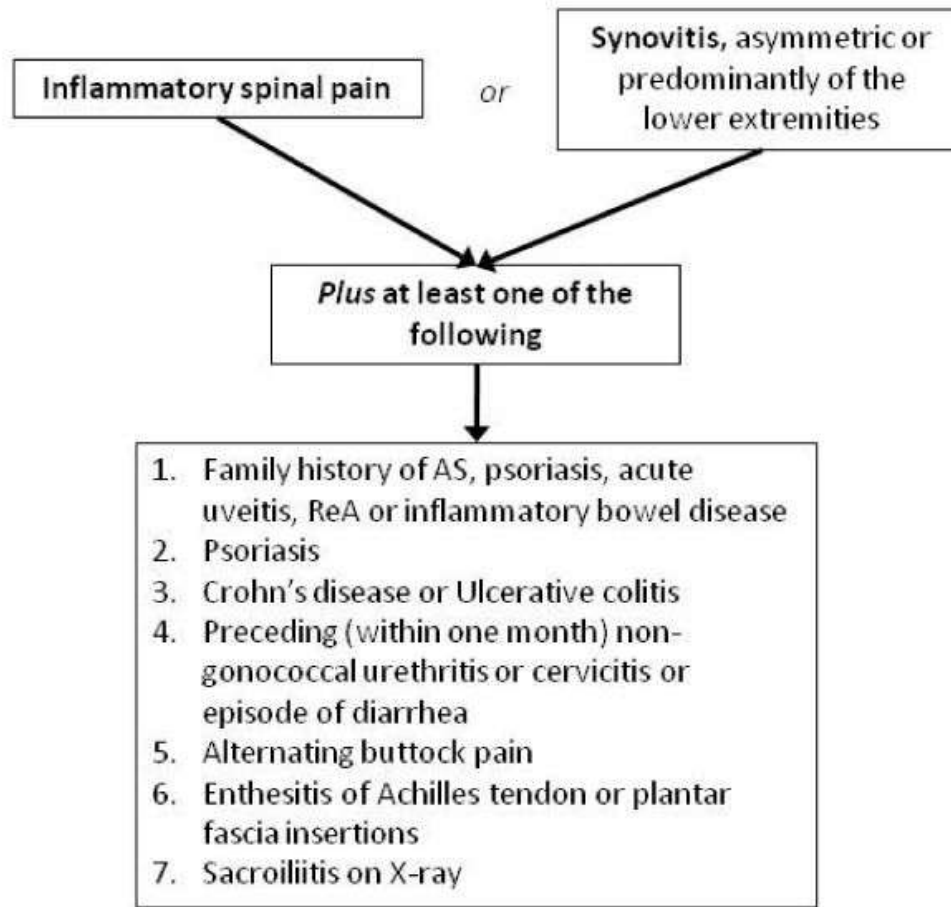 Inflammatory spinal pain
or
Synovitis, asymmetric or
predominantly of the
lower extremities
Plus at least one of the
following
1. Family history of AS, psoriasis, acute
uveitis, ReA or inflammatory bowel disease
2. Psoriasis
3. Crohn's disease or Ulcerative colitis
4. Preceding (within one month) non-
gonococcal urethritis or cervicitis or
episode of diarrhea
5. Alternating buttock pain
6. Enthesitis of Achilles tendon or plantar
fascia insertions
7. Sacroiliitis on X-ray